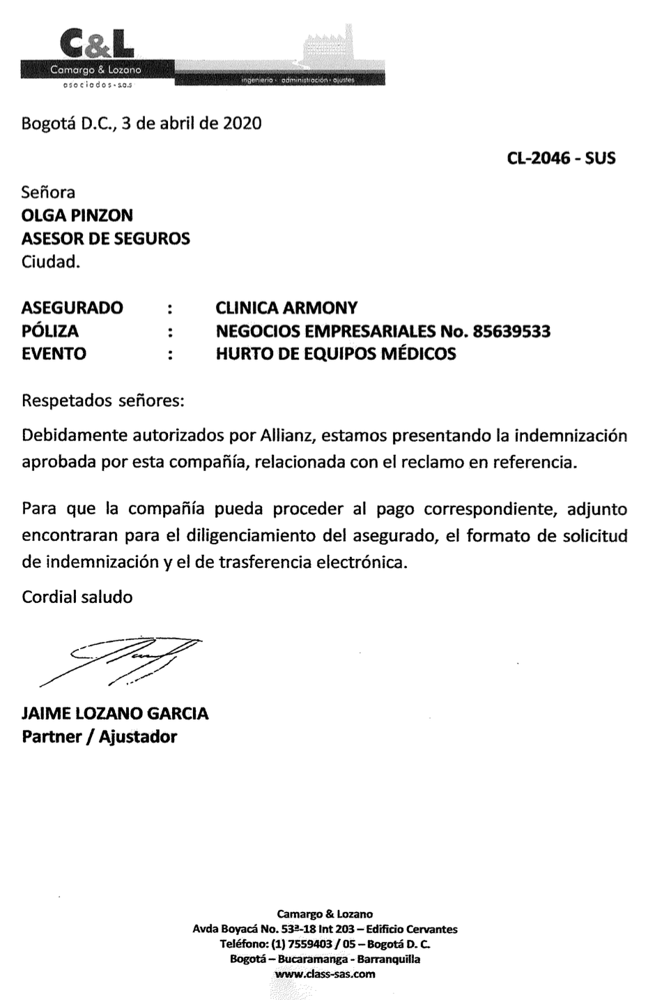 C&L
Camargo & Lozano
asociados-s.a.s
ingeniería - administración - ajustes
Bogotá D.C., 3 de abril de 2020
CL-2046 - SUS
Señora
OLGA PINZON
ASESOR DE SEGUROS
Ciudad.
ASEGURADO : CLINICA ARMONY
PÓLIZA : NEGOCIOS EMPRESARIALES No. 85639533
EVENTO : HURTO DE EQUIPOS MÉDICOS
Respetados señores:
Debidamente autorizados por Allianz, estamos presentando la indemnización
aprobada por esta compañía, relacionada con el reclamo en referencia.
Para que la compañía pueda proceder al pago correspondiente, adjunto
encontraran para el diligenciamiento del asegurado, el formato de solicitud
de indemnización y el de trasferencia electrónica.
Cordial saludo
JAIME LOZANO GARCIA
Partner / Ajustador
Camargo & Lozano
Avda Boyacá No. 53ª-18 Int 203 – Edificio Cervantes
Teléfono: (1) 7559403 / 05 – Bogotá D. C.
Bogotá – Bucaramanga - Barranquilla
www.class-sas.com